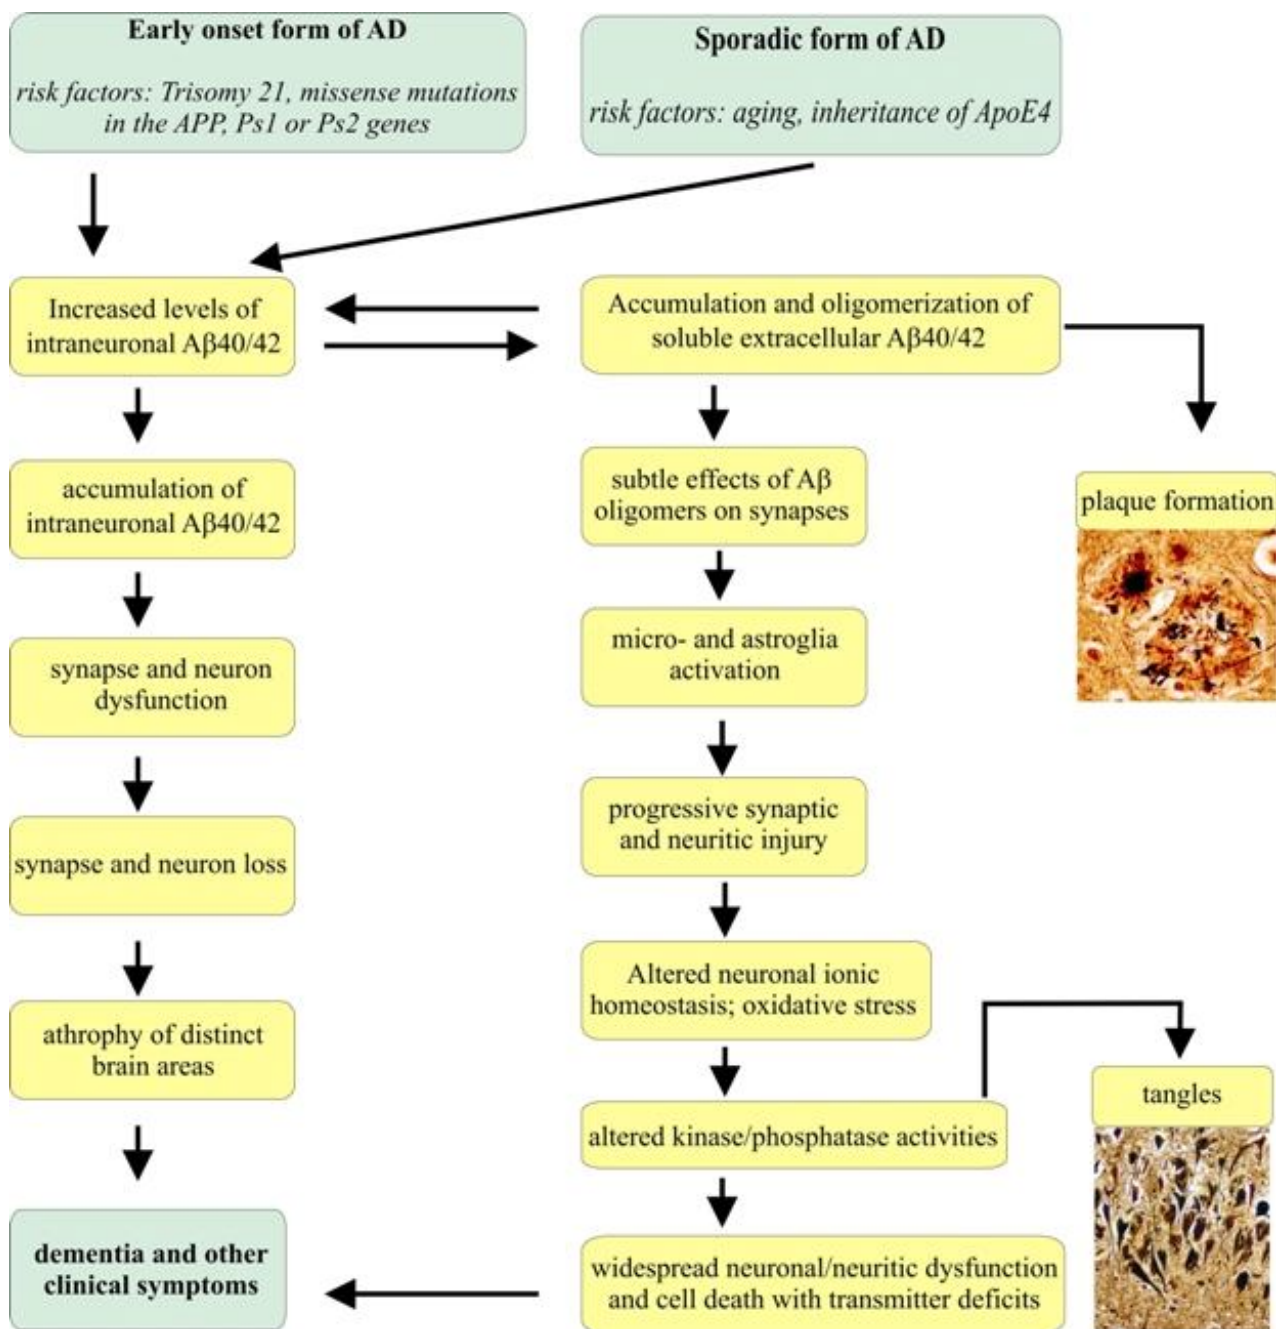 Early onset form of AD
risk factors: Trisomy 21, missense mutations
in the APP, Ps1 or Ps2 genes
Sporadic form of AD
risk factors: aging, inheritance of ApoE4
Increased levels of
intraneuronal Aβ40/42
Accumulation and oligomerization of
soluble extracellular Aβ40/42
accumulation of
intraneuronal Aβ40/42
subtle effects of Aβ
oligomers on synapses
plaque formation
synapse and neuron
dysfunction
micro- and astroglia
activation
synapse and neuron loss
progressive synaptic
and neuritic injury
athrophy of distinct
brain areas
Altered neuronal ionic
homeostasis; oxidative stress
altered kinase/phosphatase activities
tangles
dementia and other
clinical symptoms
widespread neuronal/neuritic dysfunction
and cell death with transmitter deficits